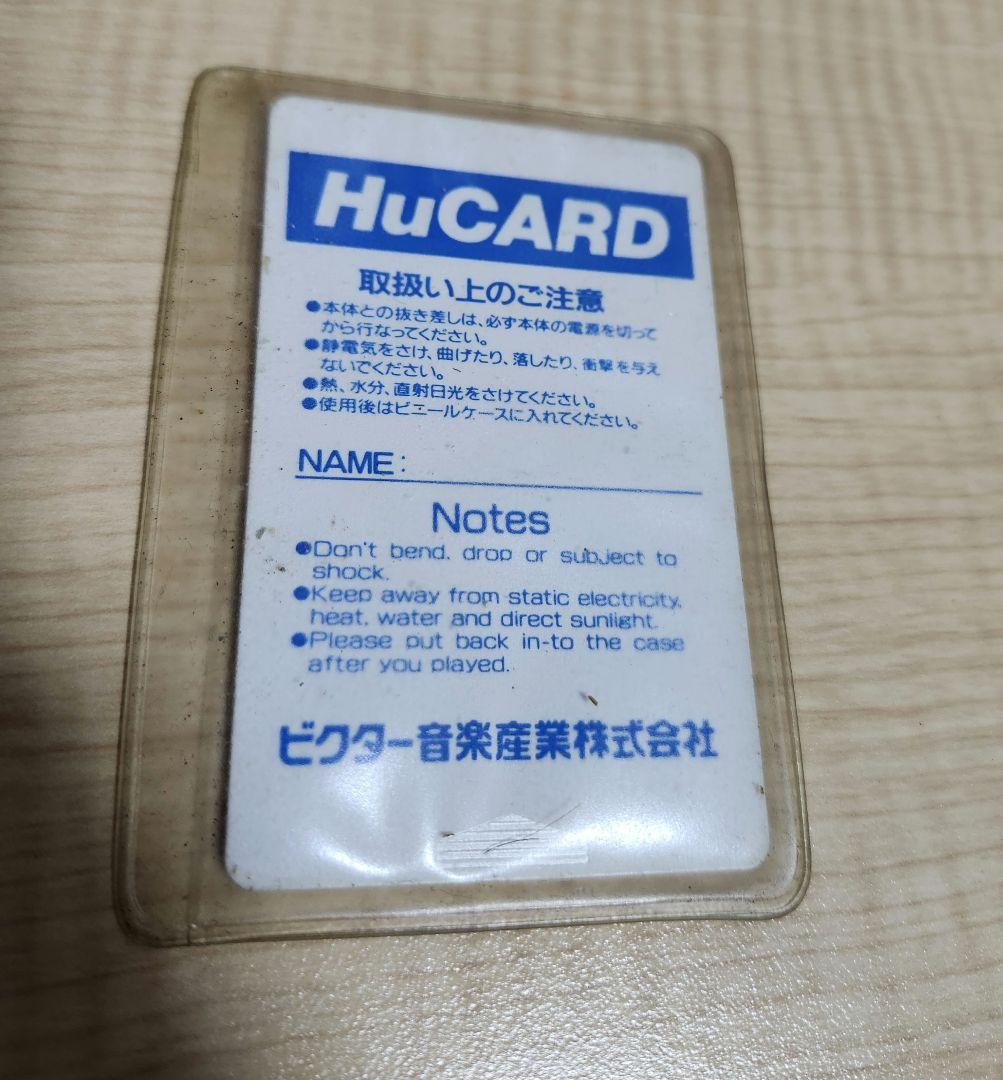 HuCARD
取扱い上のご注意
●本体との抜き差しは、必ず本体の電源を切って
から行なってください。
●静電気をさけ、曲げたり、落したり、衝撃を与え
ないでください。
●熱、水分、直射日光をさけてください。
●使用後はビニールケースに入れてください。
NAME:
Notes
●Don't bend, drop or subject to
shock.
●Keep away from static electricity,
heat, water and direct sunlight.
●Please put back in-to the case
after you played.
ビクター音楽産業株式会社